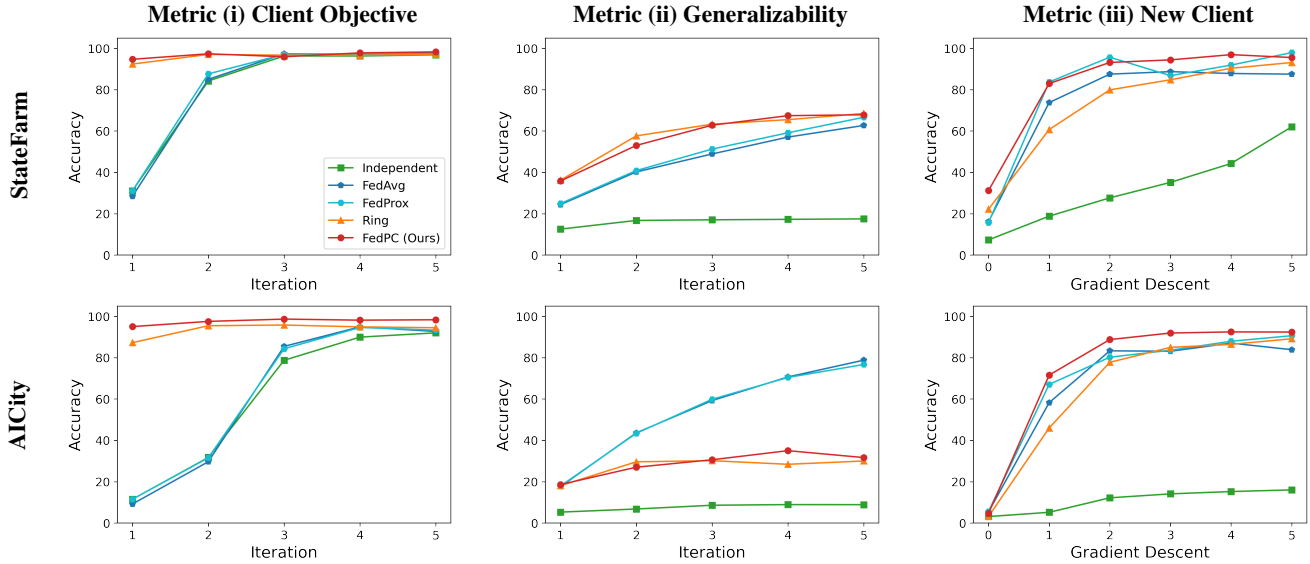 Metric (i) Client Objective
Metric (ii) Generalizability
Metric (iii) New Client
StateFarm
Accuracy
100
80
60
40
20
0
1 2 3 4 5
Iteration
Independent
FedAvg
FedProx
Ring
FedPC (Ours)
Accuracy
100
80
60
40
20
0
1 2 3 4 5
Iteration
Accuracy
100
80
60
40
20
0
0 1 2 3 4 5
Gradient Descent
AICity
Accuracy
100
80
60
40
20
0
1 2 3 4 5
Iteration
Accuracy
100
80
60
40
20
0
1 2 3 4 5
Iteration
Accuracy
100
80
60
40
20
0
0 1 2 3 4 5
Gradient Descent